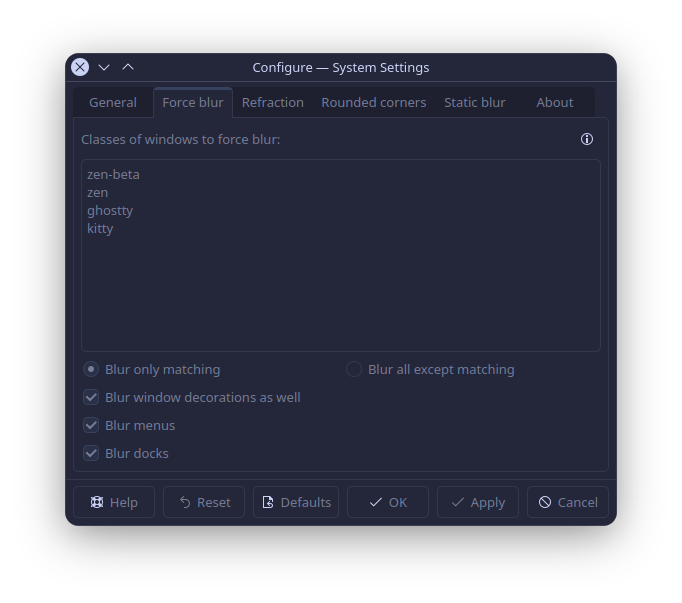 Configure — System Settings
General Force blur Refraction Rounded corners Static blur About
Classes of windows to force blur:
zen-beta
zen
ghostty
kitty
Blur only matching Blur all except matching
Blur window decorations as well
Blur menus
Blur docks
Help Reset Defaults OK Apply Cancel